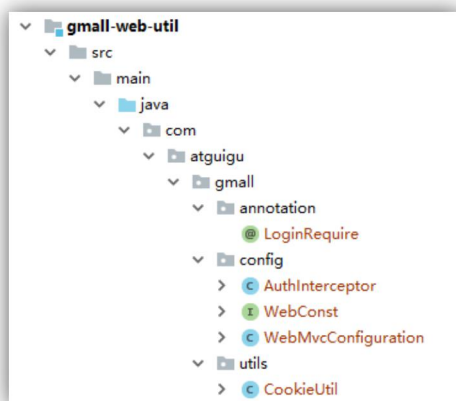 gmall-web-util
src
main
java
com
atguigu
gmall
annotation
@ LoginRequire
config
C AuthInterceptor
I WebConst
C WebMvcConfiguration
utils
C CookieUtil